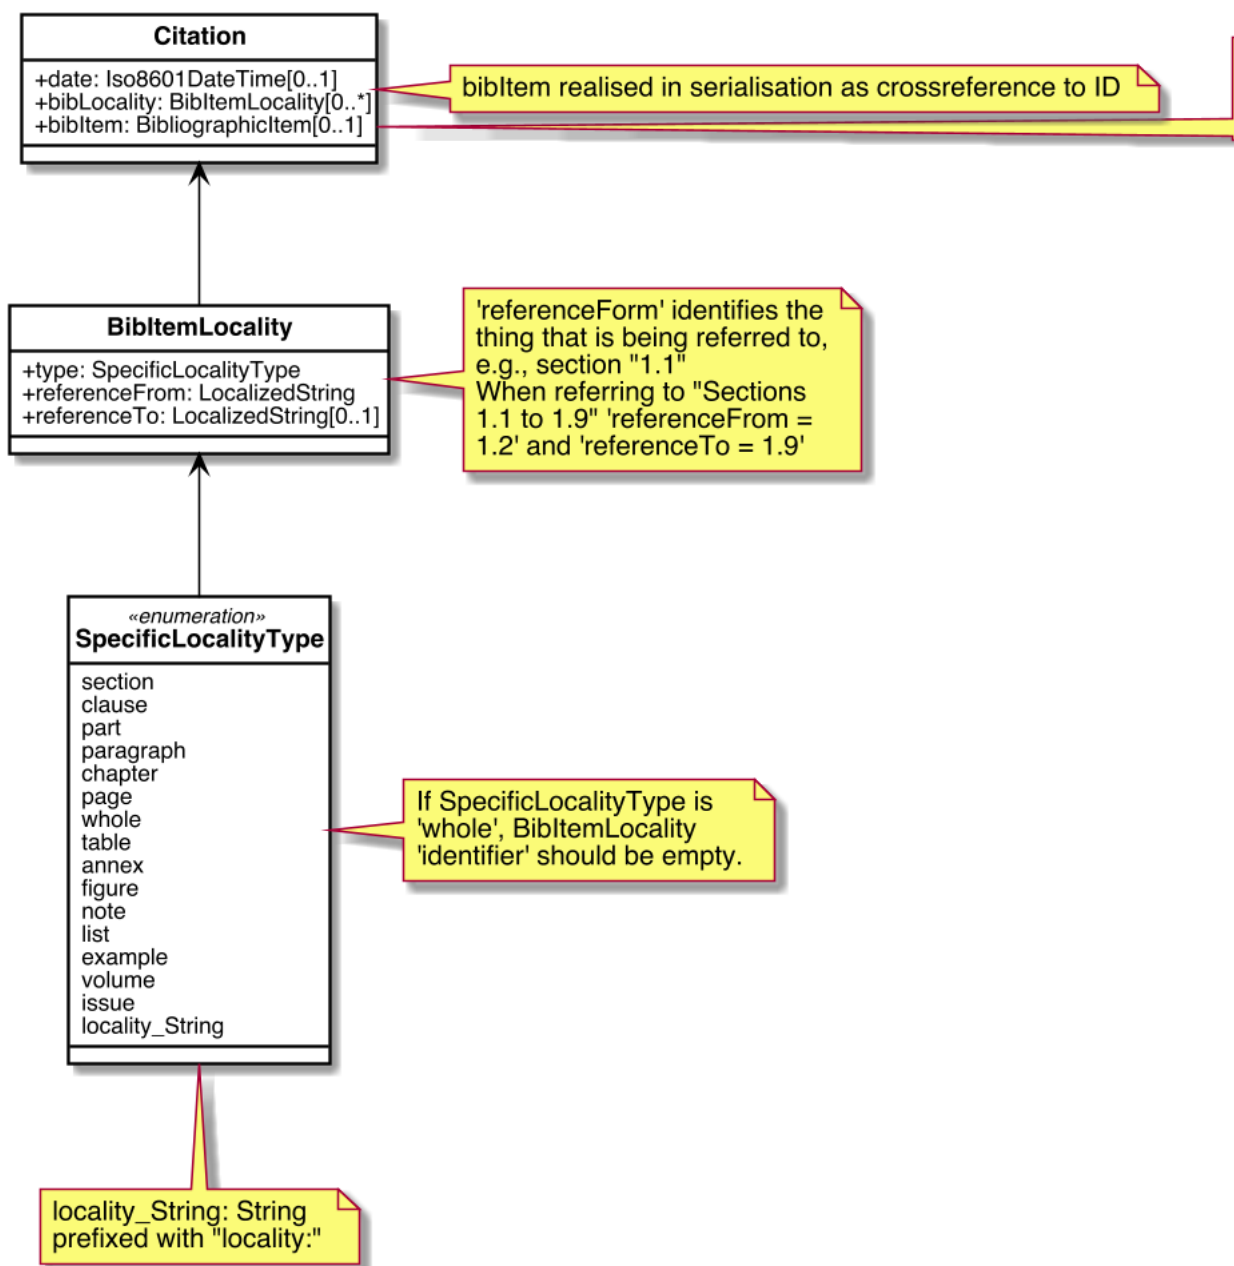 Citation
+date: Iso8601DateTime[0..1]
+bibLocality: BibItemLocality[0..*]
+bibItem: BibliographicItem[0..1]
bibItem realised in serialisation as crossreference to ID
BibItemLocality
+type: SpecificLocalityType
+referenceFrom: LocalizedString
+referenceTo: LocalizedString[0..1]
'referenceForm' identifies the
thing that is being referred to,
e.g., section "1.1"
When referring to "Sections
1.1 to 1.9" 'referenceFrom =
1.2' and 'referenceTo = 1.9'
«enumeration»
SpecificLocalityType
section
clause
part
paragraph
chapter
page
whole
table
annex
figure
note
list
example
volume
issue
locality_String
If SpecificLocalityType is
'whole', BibItemLocality
'identifier' should be empty.
locality_String: String
prefixed with "locality:"